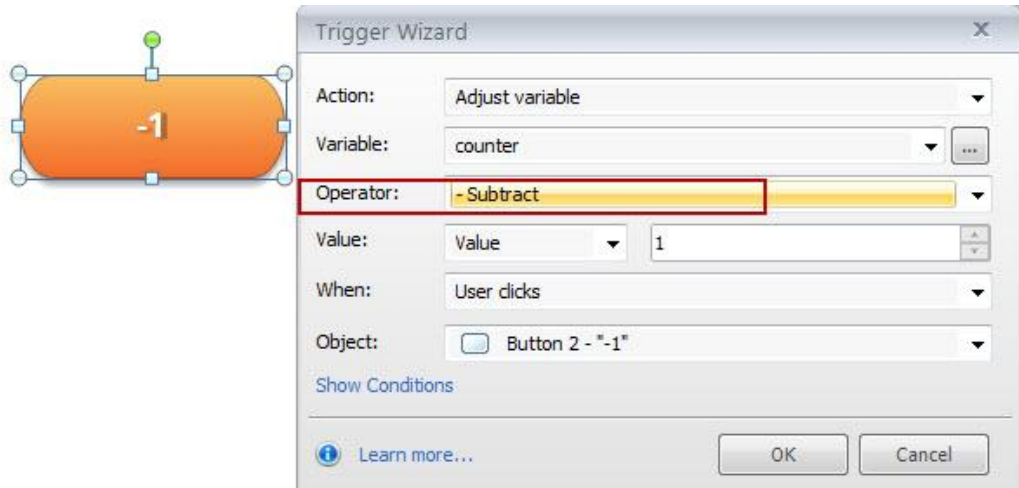 -1
Trigger Wizard
Action: Adjust variable
Variable: counter ...
Operator: - Subtract
Value: Value 1
When: User clicks
Object: Button 2 - "-1"
Show Conditions
Learn more... OK Cancel